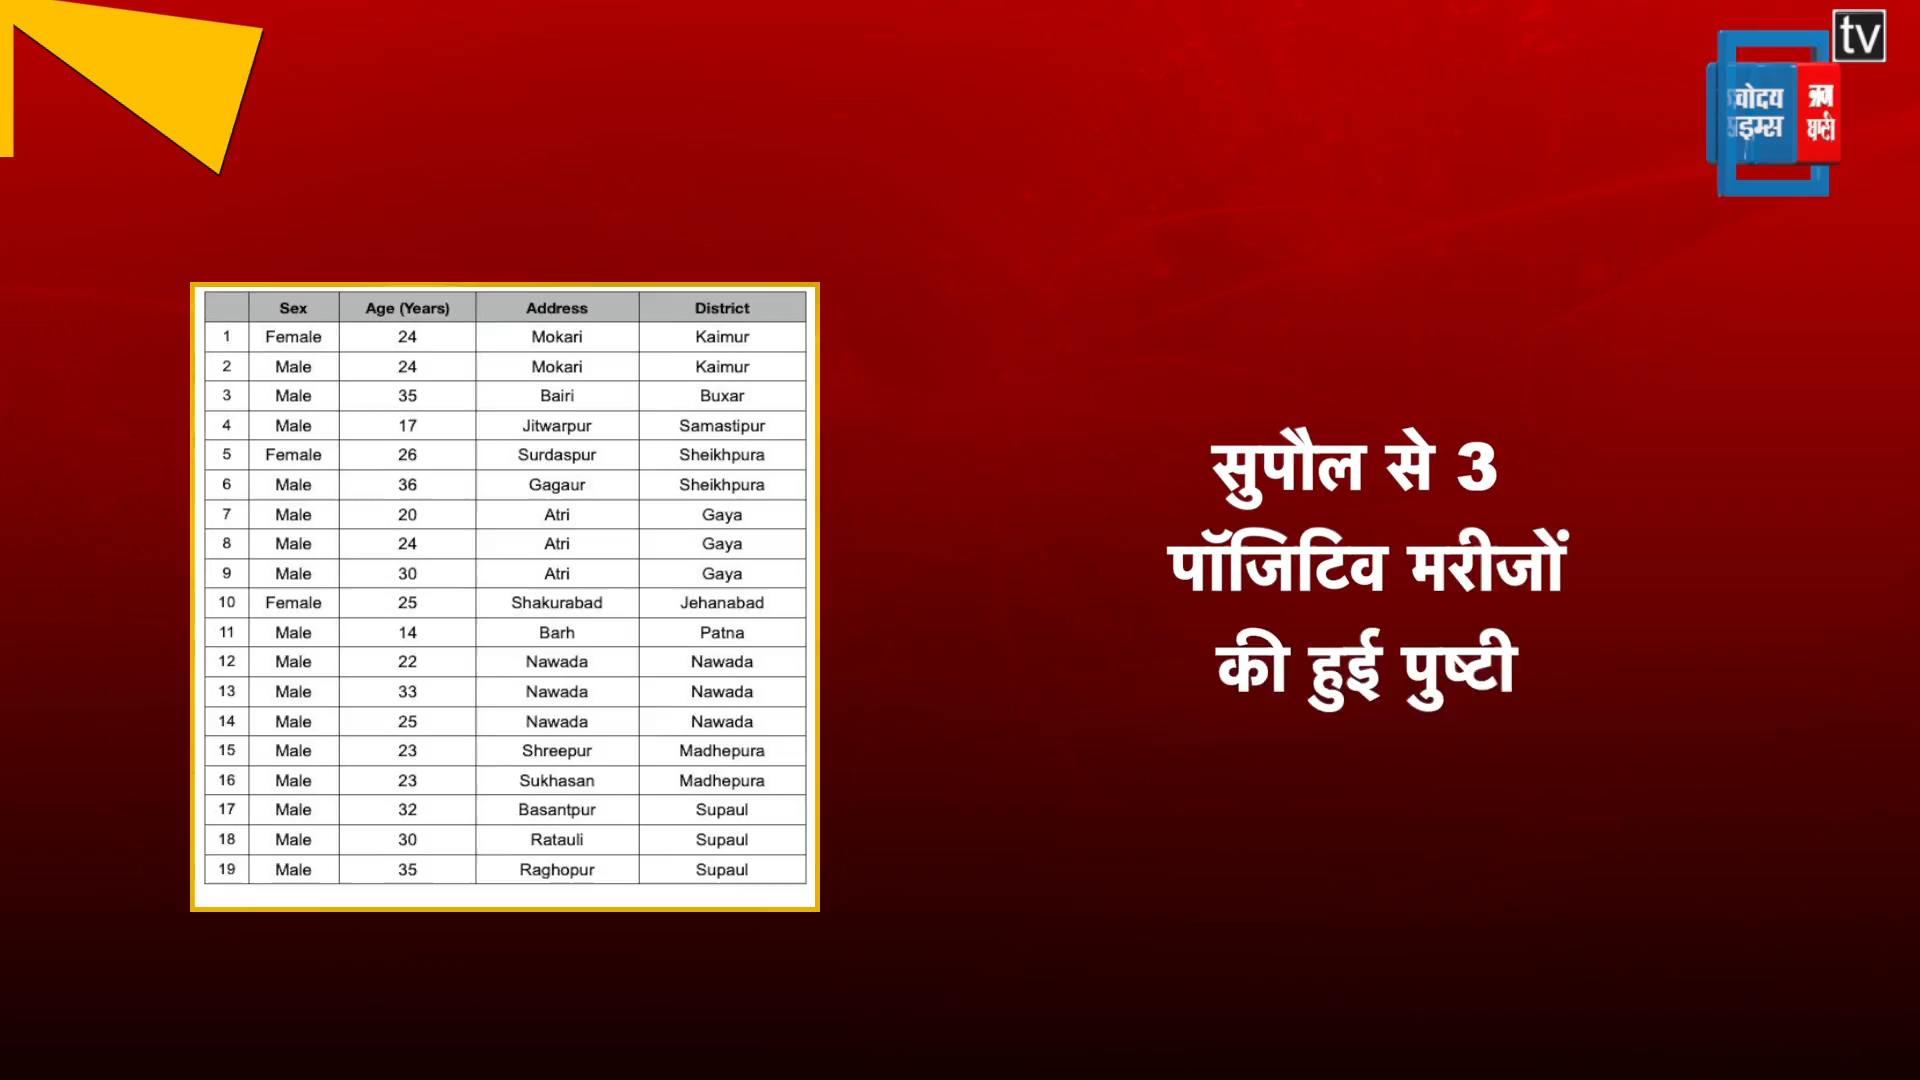 tv
Sex Age (Years) Address District
1 Female 24 Mokari Kaimur
2 Male 24 Mokari Kaimur
3 Male 35 Bairi Buxar
4 Male 17 Jitwarpur Samastipur
5 Female 26 Surdaspur Sheikhpura
6 Male 36 Gagaur Sheikhpura
7 Male 20 Atri Gaya
8 Male 24 Atri Gaya
9 Male 30 Atri Gaya
10 Female 25 Shakurabad Jehanabad
11 Male 14 Barh Patna
12 Male 22 Nawada Nawada
13 Male 33 Nawada Nawada
14 Male 25 Nawada Nawada
15 Male 23 Shreepur Madhepura
16 Male 23 Sukhasan Madhepura
17 Male 32 Basantpur Supaul
18 Male 30 Ratauli Supaul
19 Male 35 Raghopur Supaul
सुपौल से 3
पॉजिटिव मरीजों
की हुई पुष्टी